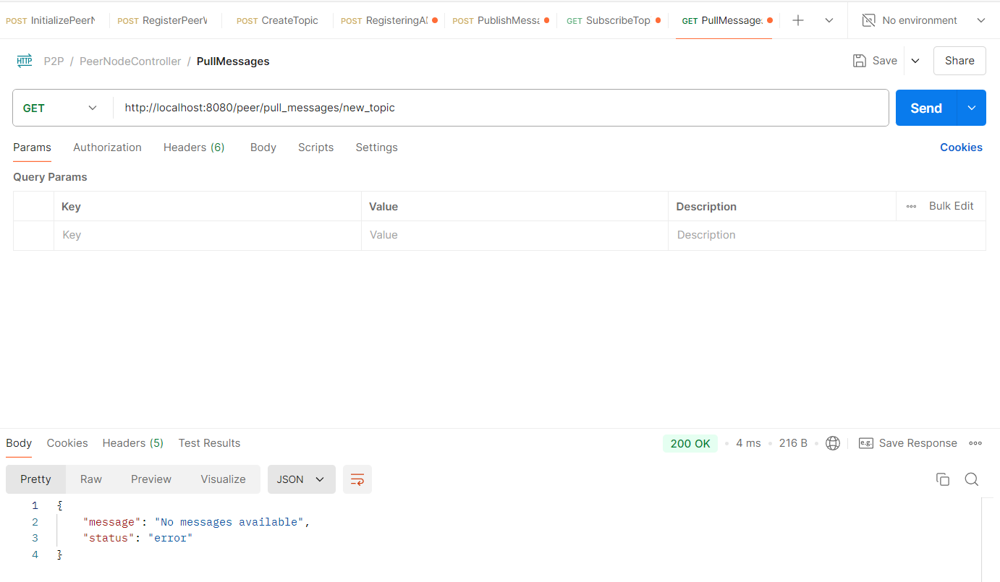 POST InitializePeerN POST RegisterPeerV POST CreateTopic POST RegisteringAI POST PublishMessa GET SubscribeTop GET PullMessages No environment
HTTP P2P / PeerNodeController / PullMessages Save Share
GET http://localhost:8080/peer/pull_messages/new_topic Send
Params Authorization Headers (6) Body Scripts Settings Cookies
Query Params
Key Value Description Bulk Edit
Key Value Description
Body Cookies Headers (5) Test Results 200 OK 4 ms 216 B e.g. Save Response
Pretty Raw Preview Visualize JSON
1 {
2 "message": "No messages available",
3 "status": "error"
4 }